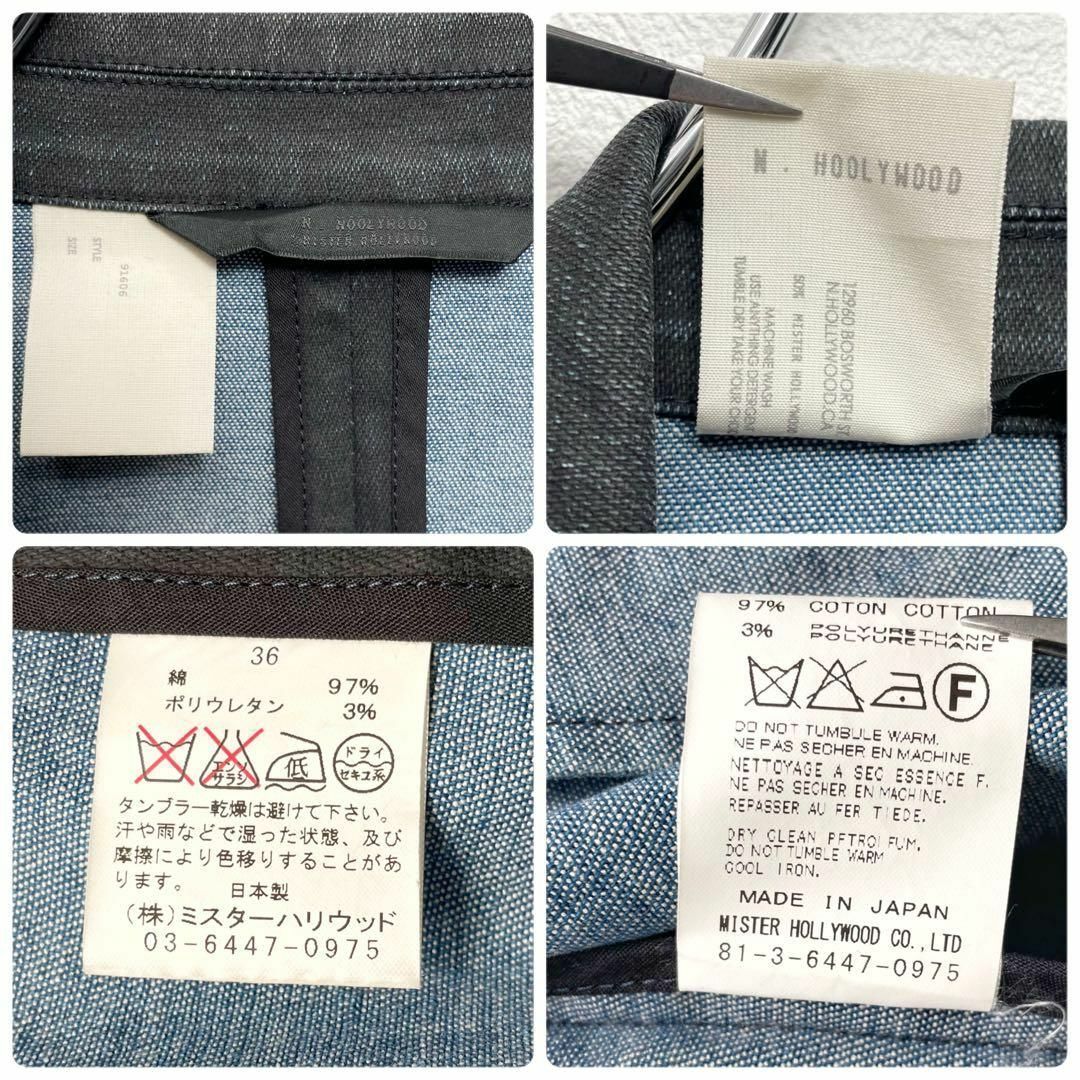 N. HOOLYWOOD
MISTER HOLLYWOOD
STYLE 91606
SIZE
N. HOOLYWOOD
12960 BOSWORTH ST
N.HOLLYWOOD.CA
50% MISTER HOLLYWOOD
MACHINE WASH
USE ANYTHING DETERGEN
TUMBLE DRY TAKE YOUR CHOI
36
綿 97%
ポリウレタン 3%
エンソ
サラシ
低
ドライ
セキユ系
タンブラー乾燥は避けて下さい。
汗や雨などで湿った状態、及び
摩擦により色移りすることがあ
ります。
日本製
(株)ミスターハリウッド
03-6447-0975
97% COTON COTTON
3% POLYURETHANNE
POLYURETHANE
F
DO NOT TUMBULE WARM.
NE PAS SECHER EN MACHINE.
NETTOYAGE A SEC ESSENCE F.
NE PAS SECHER EN MACHINE.
REPASSER AU FER TIEDE.
DRY CLEAN PETROLEUM.
DO NOT TUMBLE WARM
COOL IRON.
MADE IN JAPAN
MISTER HOLLYWOOD CO.,LTD
81-3-6447-0975